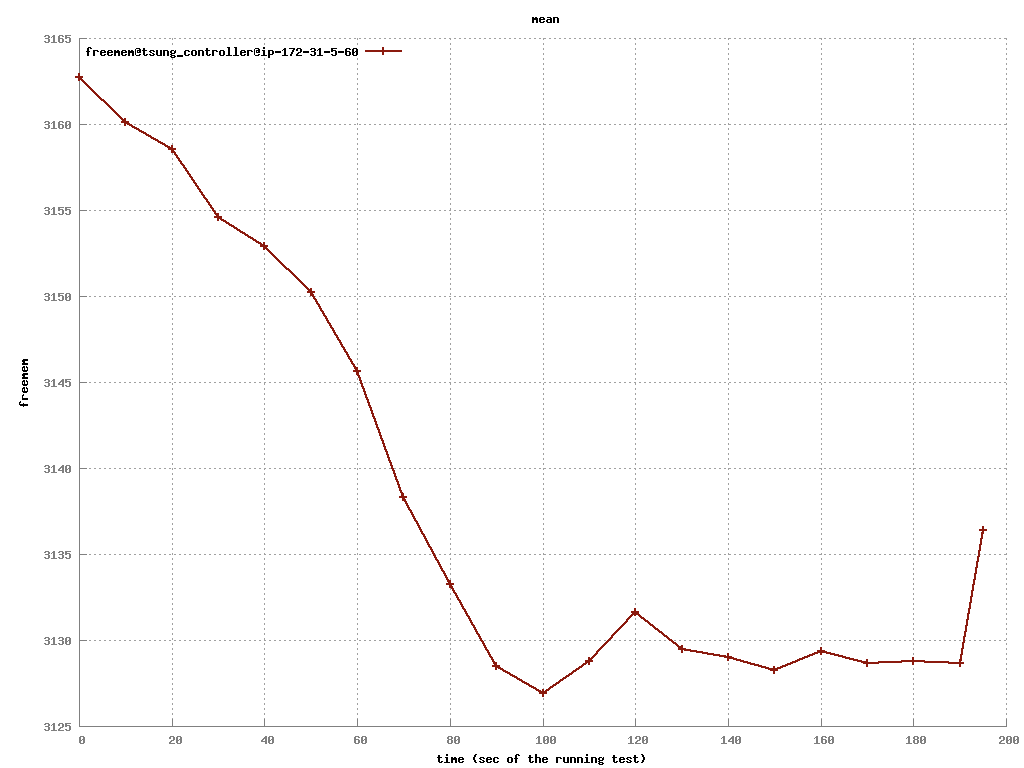 mean
3165
freemem@tsung_controller@ip-172-31-5-60
3160
3155
3150
3145
freemem
3140
3135
3130
3125
0 20 40 60 80 100 120 140 160 180 200
time (sec of the running test)